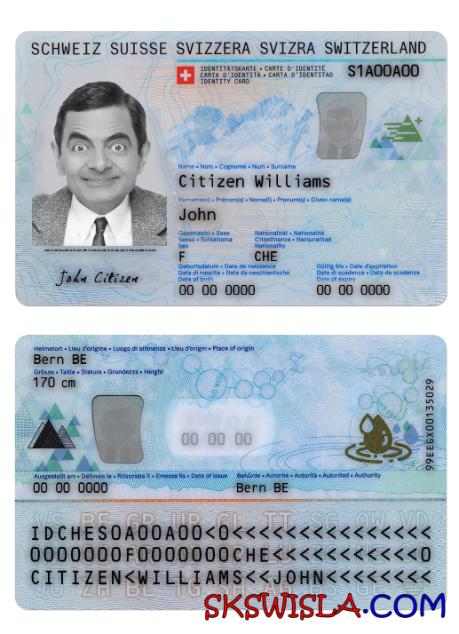 SCHWEIZ SUISSE SVIZZERA SVIZRA SWITZERLAND
IDENTITÄTSKARTE • CARTE D'IDENTITÉ
CARTA D'IDENTITÀ • CARTA D'IDENTITAD
IDENTITY CARD
S1A00A00
Name • Nom • Cognome • Num • Surname
Citizen Williams
Vorname(n) • Prénom(s) • Nome(i) • Prenum(s) • Given name(s)
John
Geschlecht • Sexe
Sesso • Schlattaina
Sex
F
Nationalität • Nationalité
Cittadinanza • Naziunalitad
Nationality
CHE
Geburtsdatum • Date de naissance
Data di nascita • Data da naschientscha
Date of birth
00 00 0000
Gültig bis • Date d'expiration
Data di scadenza • Data da scadenza
Date of expiry
00 00 0000
John Citizen
Heimatort • Lieu d'origine • Luogo di attinenza • Lieu d'origin • Place of origin
Bern BE
Grösse • Taille • Statura • Grondezza • Height
170 cm
00 00 00
99EEGX00135029
Ausgestellt am • Délivrée le • Rilasciata il • Emessa ils • Date of issue
00 00 0000
Behörde • Autorité • Autorità • Autoritad • Authority
Bern BE
IDCHES0A00A00<0<<<<<<<<<<<<<<<
0000000F0000000CHE<<<<<<<<<<<0
CITIZEN<WILLIAMS<<JOHN<<<<<<<<
SKSWISLA.COM